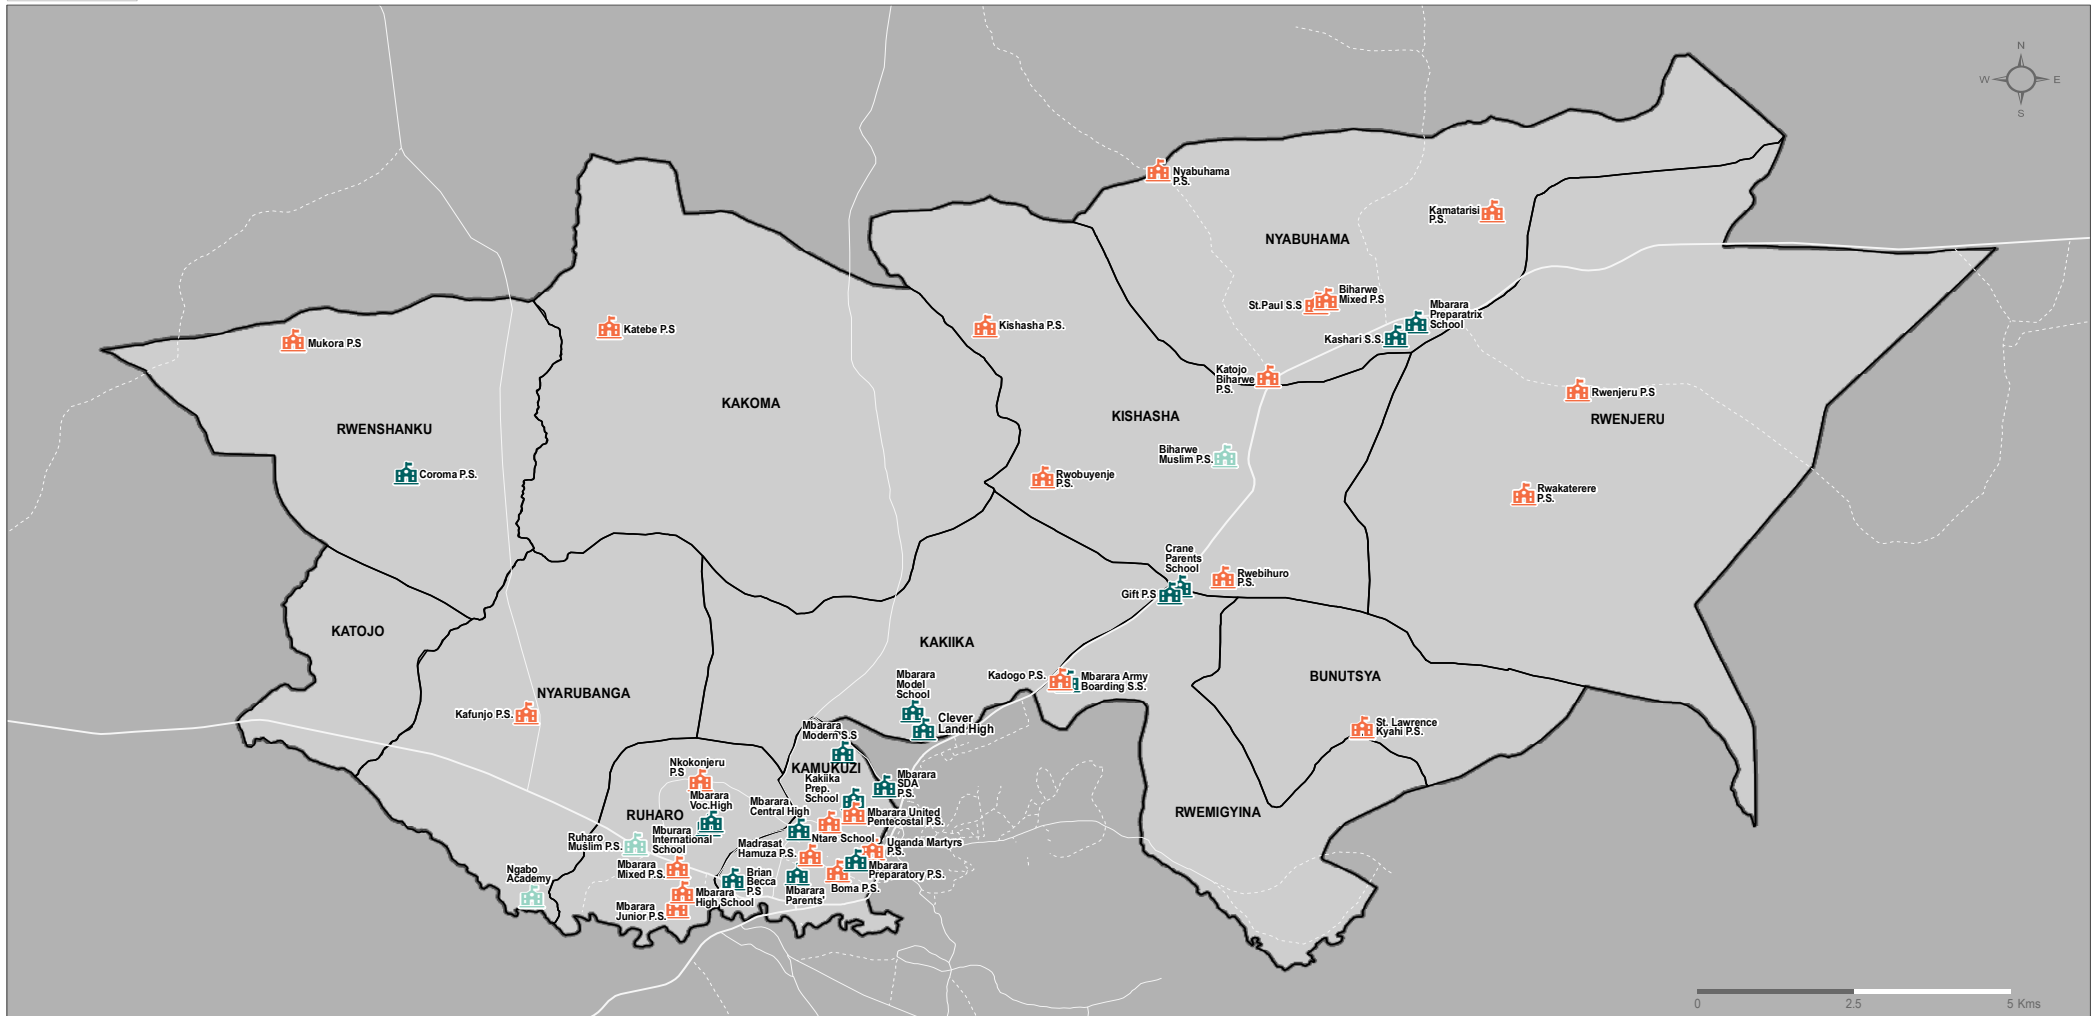 N
W
E
S
Nyabuhama
P.S.
Kamatarisi
P.S.
NYABUHAMA
St.Paul S.S
Biharwe
Mixed P.S
Mbarara
Preparatrix
School
Kashari S.S.
Mukora P.S
Katebe P.S
Kishasha P.S.
Katojo
Biharwe
P.S.
Rwenjeru P.S
RWENJERU
KAKOMA
KISHASHA
RWENSHANKU
Biharwe
Muslim P.S.
Coroma P.S.
Rwobuyenje
P.S.
Rwakaterere
P.S.
Crane
Parents
School
Rwebihuro
P.S.
Gift P.S
KATOJO
KAKIIKA
Kadogo P.S.
Mbarara Army
Boarding S.S.
BUNUTSYA
NYARUBANGA
Mbarara
Model
School
Kafunjo P.S.
Clever
Land High
St. Lawrence
Kyahi P.S.
Mbarara
Modern S.S
KAMUKUZI
Nkokonjeru
P.S
Kakiika
Prep.
School
Mbarara
SDA
P.S.
Mbarara
Voc.High
Mbarara
Central High
RUHARO
Mbarara United
Pentecostal P.S.
RWEMIGYINA
Ruharo
Muslim P.S.
Mburara
International
School
Madrasat
Hamuza P.S.
Ntare School
Uganda Martyrs
P.S.
Mbarara
Mixed P.S.
Brian
Becca
P.S
Mbarara
Preparatory P.S.
Ngabo
Academy
Mbarara
High School
Mbarara
Parents'
Boma P.S.
Mbarara
Junior P.S.
0
2.5
5 Kms